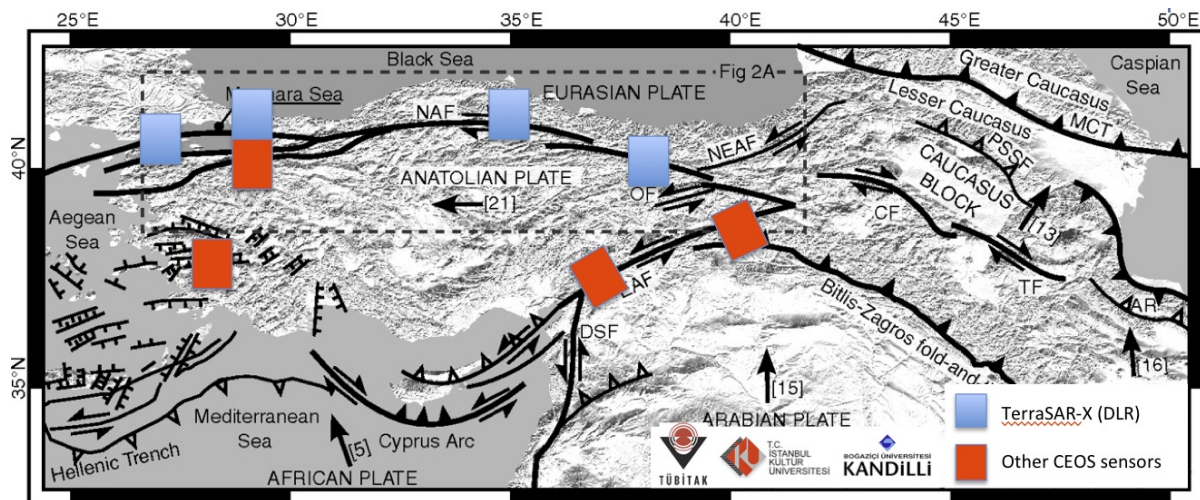 25°E 30°E 35°E 40°E 45°E 50°E
Black Sea
Fig 2A
Greater Caucasus
Caspian
Sea
Sea
EURASIAN PLATE
Lesser Caucasus
MCT
NAF
40°N
NEAF
PSSF
ANATOLIAN PLATE
CAUCASUS
BLOCK
OF
[21]
Aegean
Sea
CF
[13]
EAF
TF
AR
Bitlis-Zagros fold-and-
DSF
35°N
[15]
[16]
Mediterranean
Sea
ARABIAN PLATE
TerraSAR-X (DLR)
[5]
Cyprus Arc
Hellenic Trench
AFRICAN PLATE
TÜBİTAK
T.C.
İSTANBUL
KÜLTÜR
ÜNİVERSİTESİ
BOĞAZİÇİ ÜNİVERSİTESİ
KANDİLLİ
Other CEOS sensors